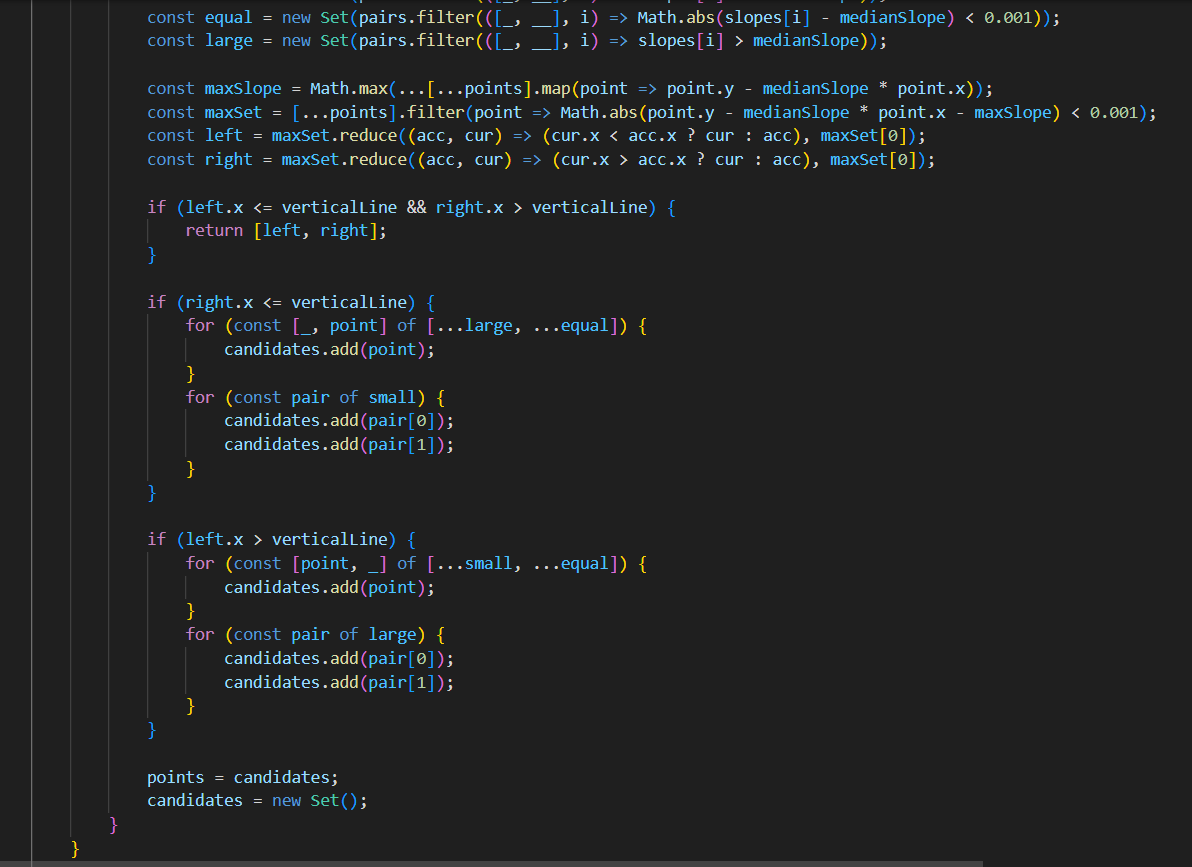 const equal = new Set(pairs.filter(([_, __], i) => Math.abs(slopes[i] - medianSlope) < 0.001));
const large = new Set(pairs.filter(([_, __], i) => slopes[i] > medianSlope));
const maxSlope = Math.max(...[...points].map(point => point.y - medianSlope * point.x));
const maxSet = [...points].filter(point => Math.abs(point.y - medianSlope * point.x - maxSlope) < 0.001);
const left = maxSet.reduce((acc, cur) => (cur.x < acc.x ? cur : acc), maxSet[0]);
const right = maxSet.reduce((acc, cur) => (cur.x > acc.x ? cur : acc), maxSet[0]);
if (left.x <= verticalLine && right.x > verticalLine) {
return [left, right];
}
if (right.x <= verticalLine) {
for (const [_, point] of [...large, ...equal]) {
candidates.add(point);
}
for (const pair of small) {
candidates.add(pair[0]);
candidates.add(pair[1]);
}
}
if (left.x > verticalLine) {
for (const [point, _] of [...small, ...equal]) {
candidates.add(point);
}
for (const pair of large) {
candidates.add(pair[0]);
candidates.add(pair[1]);
}
}
points = candidates;
candidates = new Set();
}
}